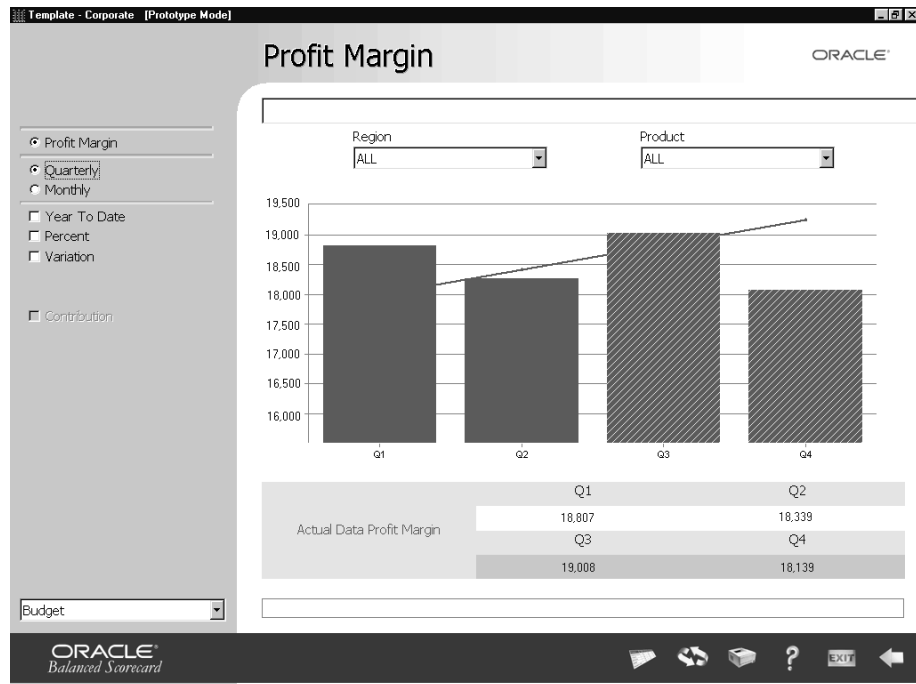 Template - Corporate [Prototype Mode]
Profit Margin
ORACLE
Profit Margin
Quarterly
Monthly
Year To Date
Percent
Variation
Contribution
Budget
Region
Product
ALL
ALL
19,500
19,000
18,500
18,000
17,500
17,000
16,500
16,000
Q1
Q2
Q3
Q4
Actual Data Profit Margin
Q1
Q2
18,807
18,339
Q3
Q4
19,008
18,139
ORACLE
Balanced Scorecard
?
EXIT